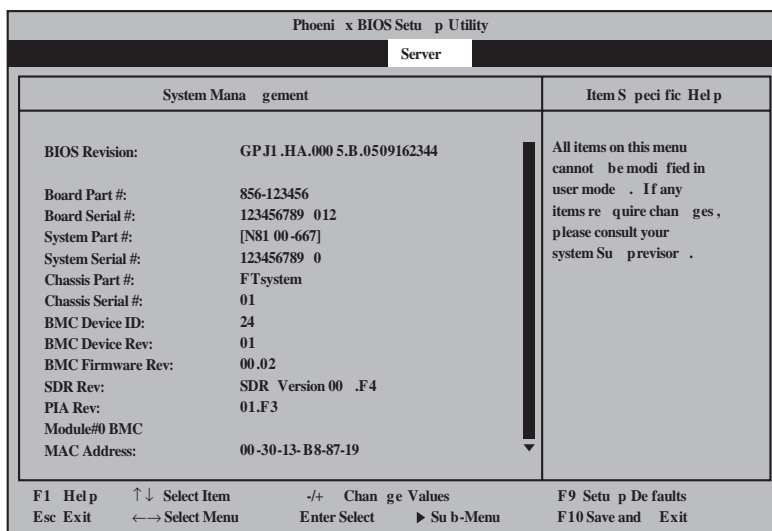 Phoeni x BIOS Setu p Utility
Server
System Mana gement
Item S peci fic Hel p
BIOS Revision: GPJ1 .HA.000 5.B.0509162344
Board Part #: 856-123456
Board Serial #: 123456789 012
System Part #: [N81 00-667]
System Serial #: 123456789 0
Chassis Part #: FTsystem
Chassis Serial #: 01
BMC Device ID: 24
BMC Device Rev: 01
BMC Firmware Rev: 00.02
SDR Rev: SDR Version 00 .F4
PIA Rev: 01.F3
Module#0 BMC
MAC Address: 00-30-13-B8-87-19
All items on this menu
cannot be modi fied in
user mode . If any
items re quire chan ges,
please consult your
system Su previsor .
F1 Hel p ↑↓ Select Item -/+ Chan ge Values F9 Setu p De faults
Esc Exit ←→ Select Menu Enter Select ▶ Su b-Menu F10 Save and Exit